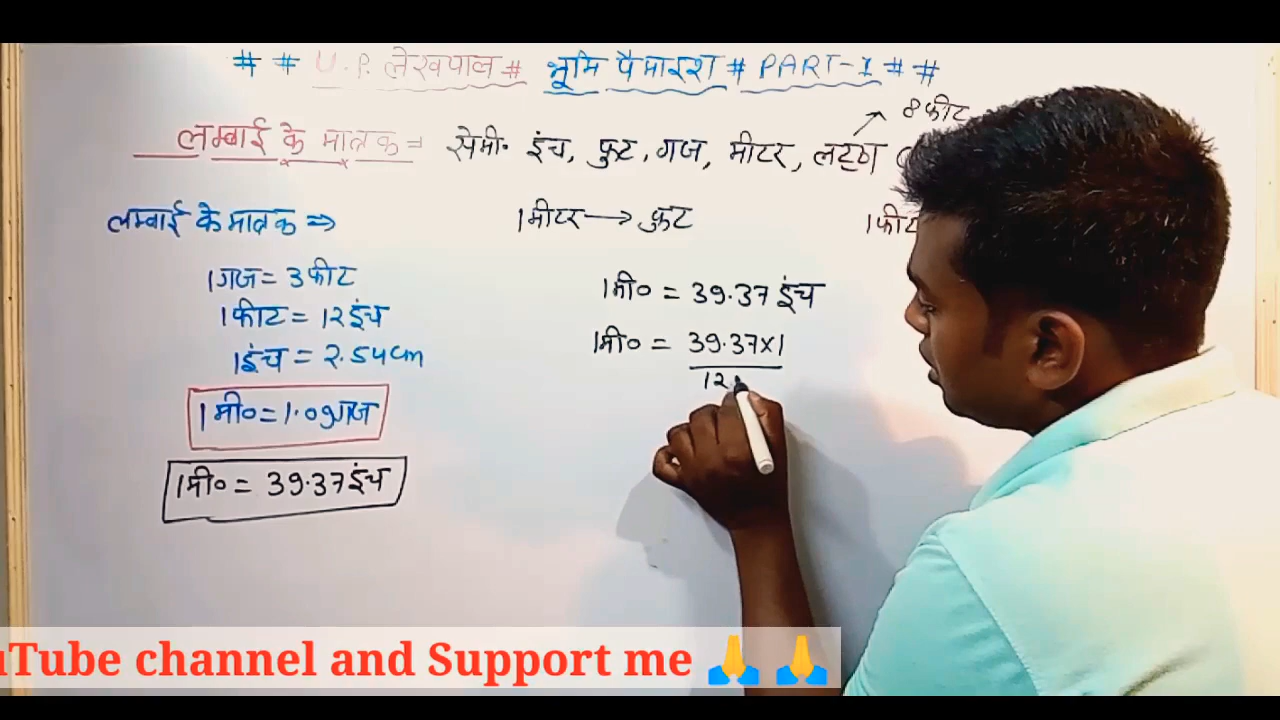 # # U.P. लेखपाल # भूमि पैमाइश # PART-1 # #
8 फीट
लम्बाई के मात्रक = सेमी. इंच, फुट, गज, मीटर, लट्ठा
लम्बाई के मात्रक ⇒
1 गज = 3 फीट
1 फीट = 12 इंच
1 इंच = 2.54 cm
1 मी० = 1.09 गज
1 मी० = 39.37 इंच
1 मीटर → फुट
1 मी० = 39.37 इंच
1 मी० = 39.37×1
12
1 फीट
uTube channel and Support me 🙏 🙏